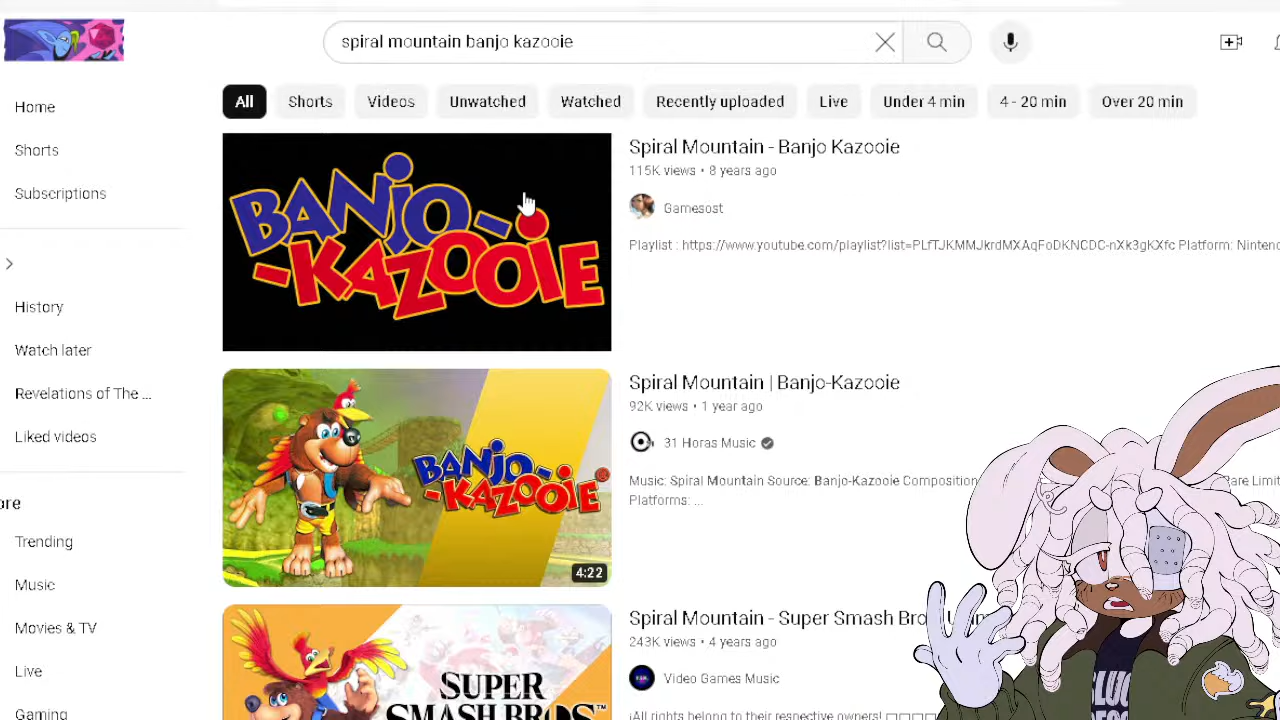 spiral mountain banjo kazooie
All Shorts Videos Unwatched Watched Recently uploaded Live Under 4 min 4 - 20 min Over 20 min
Home
Shorts
Subscriptions
History
Watch later
Revelations of The ...
Liked videos
ore
Trending
Music
Movies & TV
Live
Gaming
BANJO-
-KAZOOIE
Spiral Mountain - Banjo Kazooie
115K views • 8 years ago
Gamesost
Playlist : https://www.youtube.com/playlist?list=PLfTJKMMJkrdMXAqFoDKNCDC-nXk3gKXfc Platform: Ninten
BANJO-
KAZOOIE
4:22
Spiral Mountain | Banjo-Kazooie
92K views • 1 year ago
31 Horas Music
Music: Spiral Mountain Source: Banjo-Kazooie Composition Rare Limit
Platforms: ...
SUPER
SMASH BROS
Spiral Mountain - Super Smash Bro
243K views • 4 years ago
Video Games Music
¡All rights belong to their respective owners!